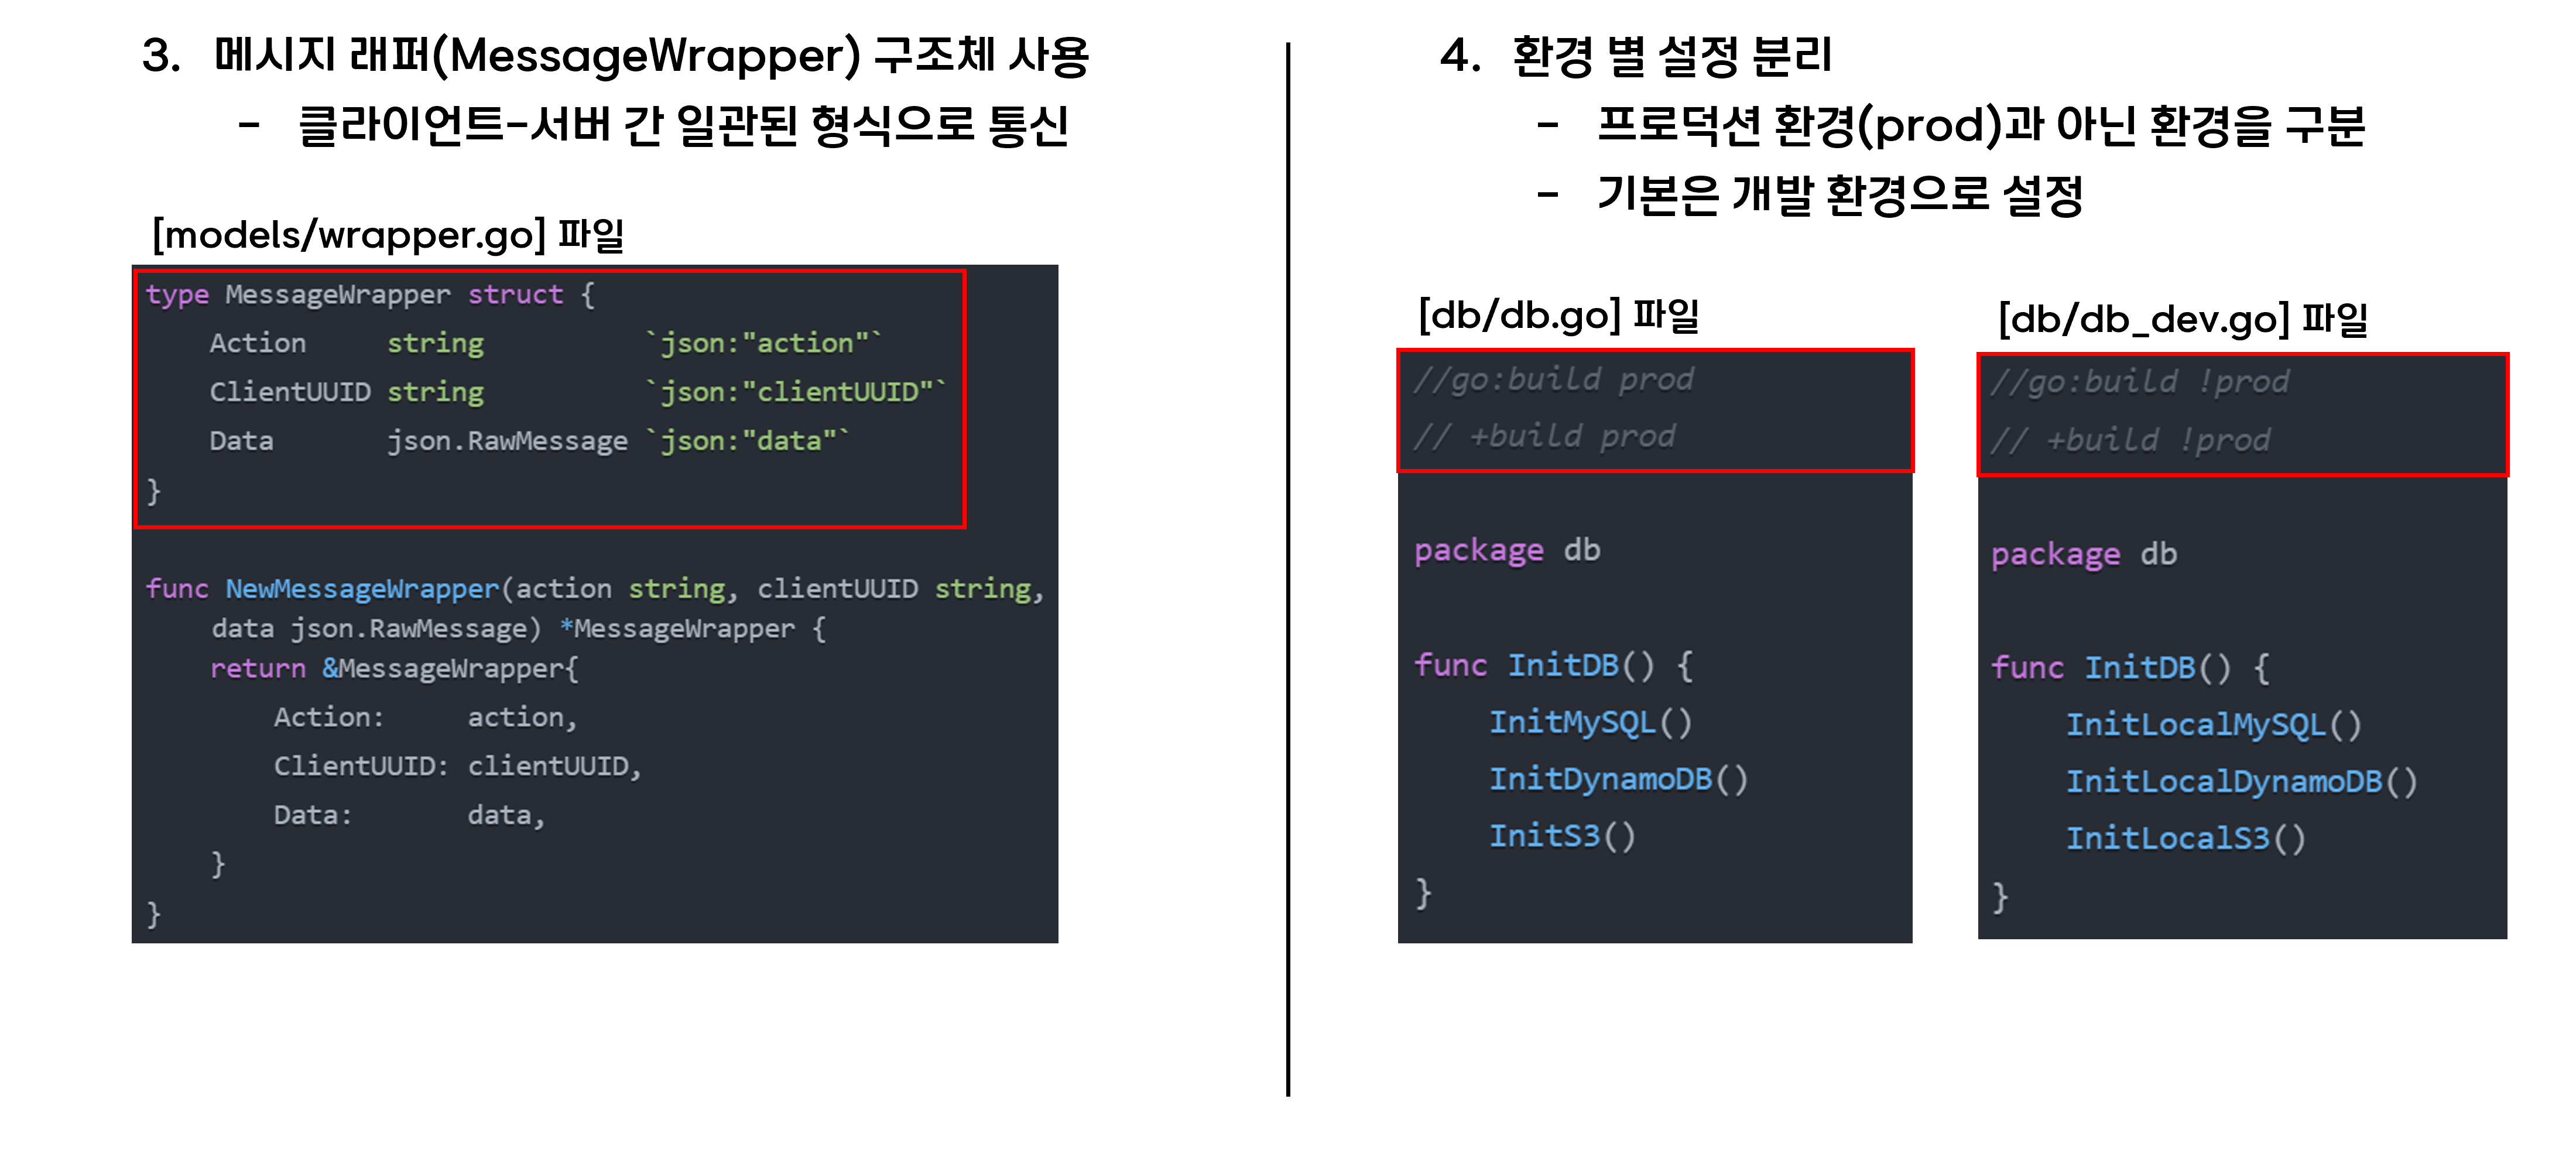 3. 메시지 래퍼(MessageWrapper) 구조체 사용
- 클라이언트-서버 간 일관된 형식으로 통신
[models/wrapper.go] 파일
type MessageWrapper struct {
    Action     string          `json:"action"`
    ClientUUID string          `json:"clientUUID"`
    Data       json.RawMessage `json:"data"`
}
func NewMessageWrapper(action string, clientUUID string,
    data json.RawMessage) *MessageWrapper {
    return &MessageWrapper{
        Action:     action,
        ClientUUID: clientUUID,
        Data:       data,
    }
}
4. 환경 별 설정 분리
- 프로덕션 환경(prod)과 아닌 환경을 구분
- 기본은 개발 환경으로 설정
[db/db.go] 파일
//go:build prod
// +build prod
package db
func InitDB() {
    InitMySQL()
    InitDynamoDB()
    InitS3()
}
[db/db_dev.go] 파일
//go:build !prod
// +build !prod
package db
func InitDB() {
    InitLocalMySQL()
    InitLocalDynamoDB()
    InitLocalS3()
}